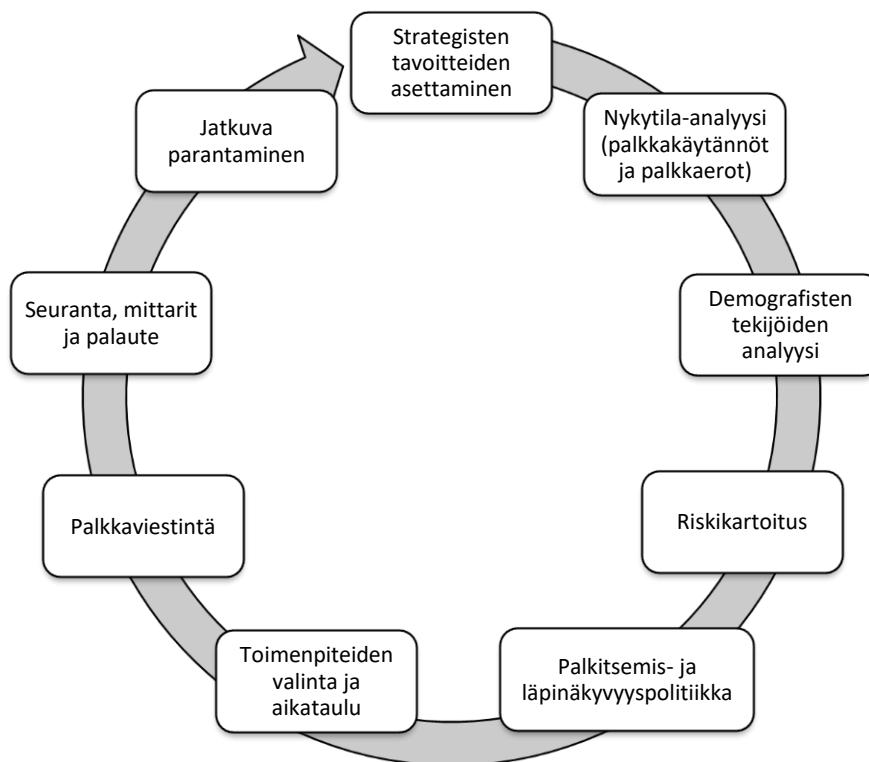 Strategisten
tavoitteiden
asettaminen
Nykytila-analyysi
(palkkakäytännöt
ja palkkaerot)
Demografisten
tekijöiden
analyysi
Riskikartoitus
Palkitsemis- ja
läpinäkyvyyspolitiikka
Toimenpiteiden
valinta ja
aikataulu
Palkkaviestintä
Seuranta, mittarit
ja palaute
Jatkuva
parantaminen